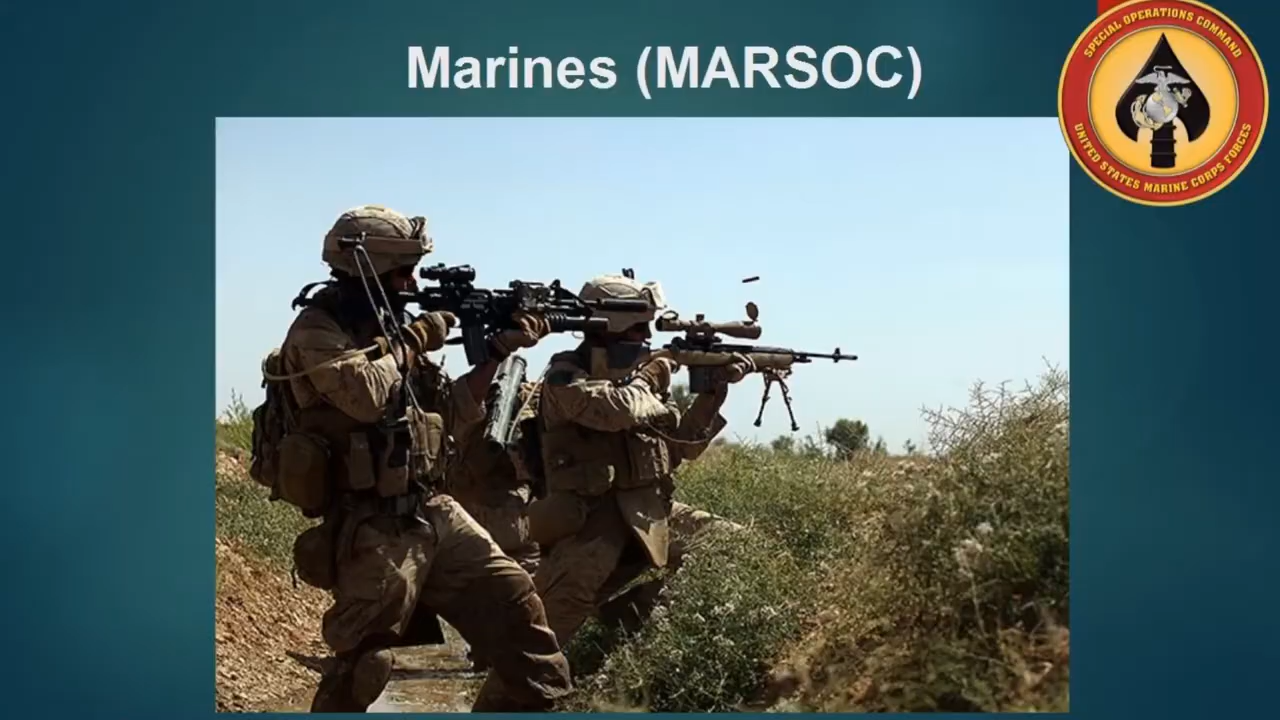 Marines (MARSOC)
SPECIAL OPERATIONS COMMAND
UNITED STATES MARINE CORPS FORCES